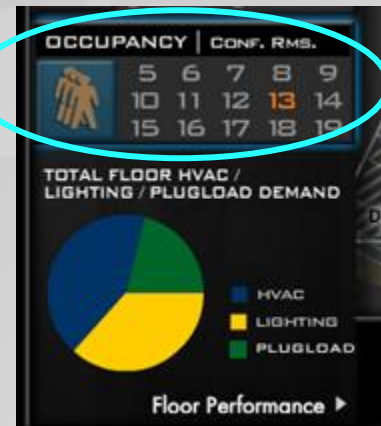 OCCUPANCY | CONF. RMS.
5 6 7 8 9
10 11 12 13 14
15 16 17 18 19
TOTAL FLOOR HVAC /
LIGHTING / PLUGLOAD DEMAND
HVAC
LIGHTING
PLUGLOAD
Floor Performance ▶